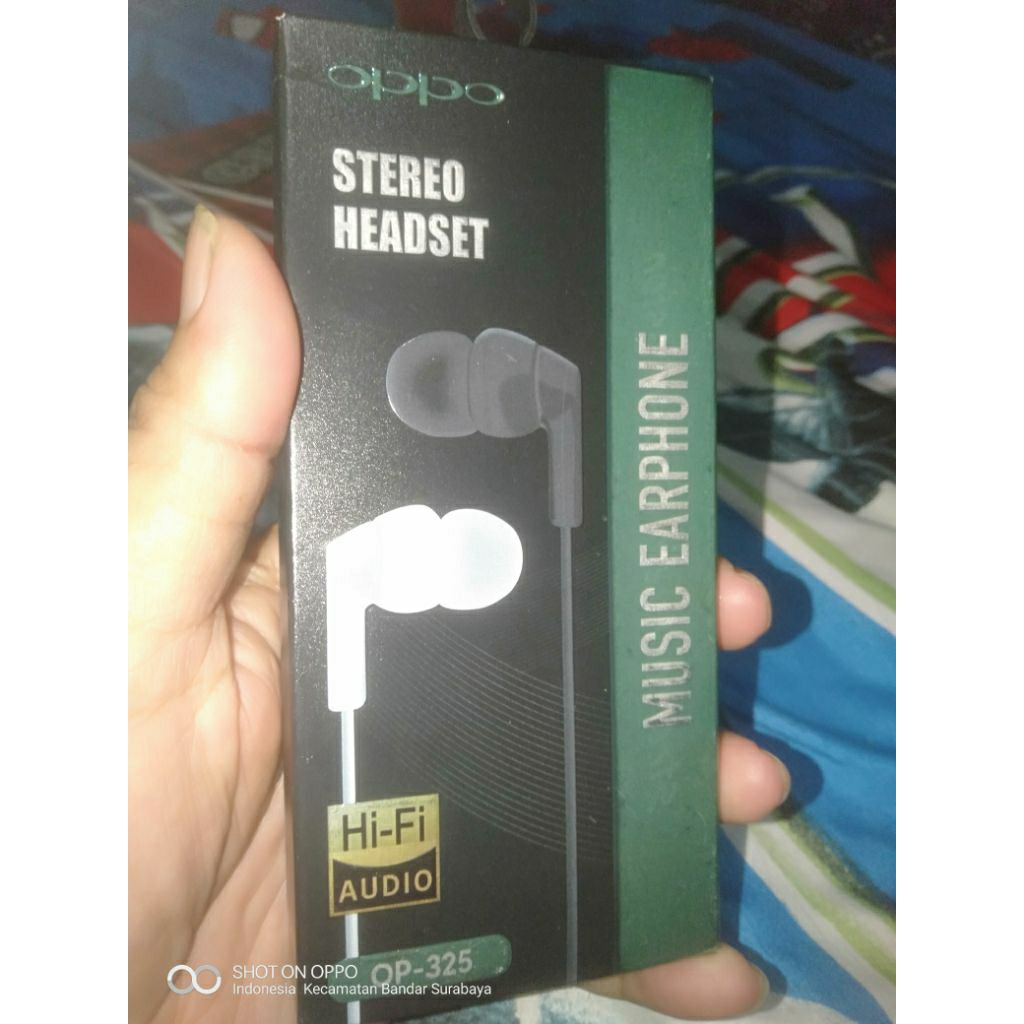 oppo
STEREO
HEADSET
MUSIC EARPHONE
Hi-Fi
AUDIO
OP-325
SHOT ON OPPO
Indonesia Kecamatan Bandar Surabaya